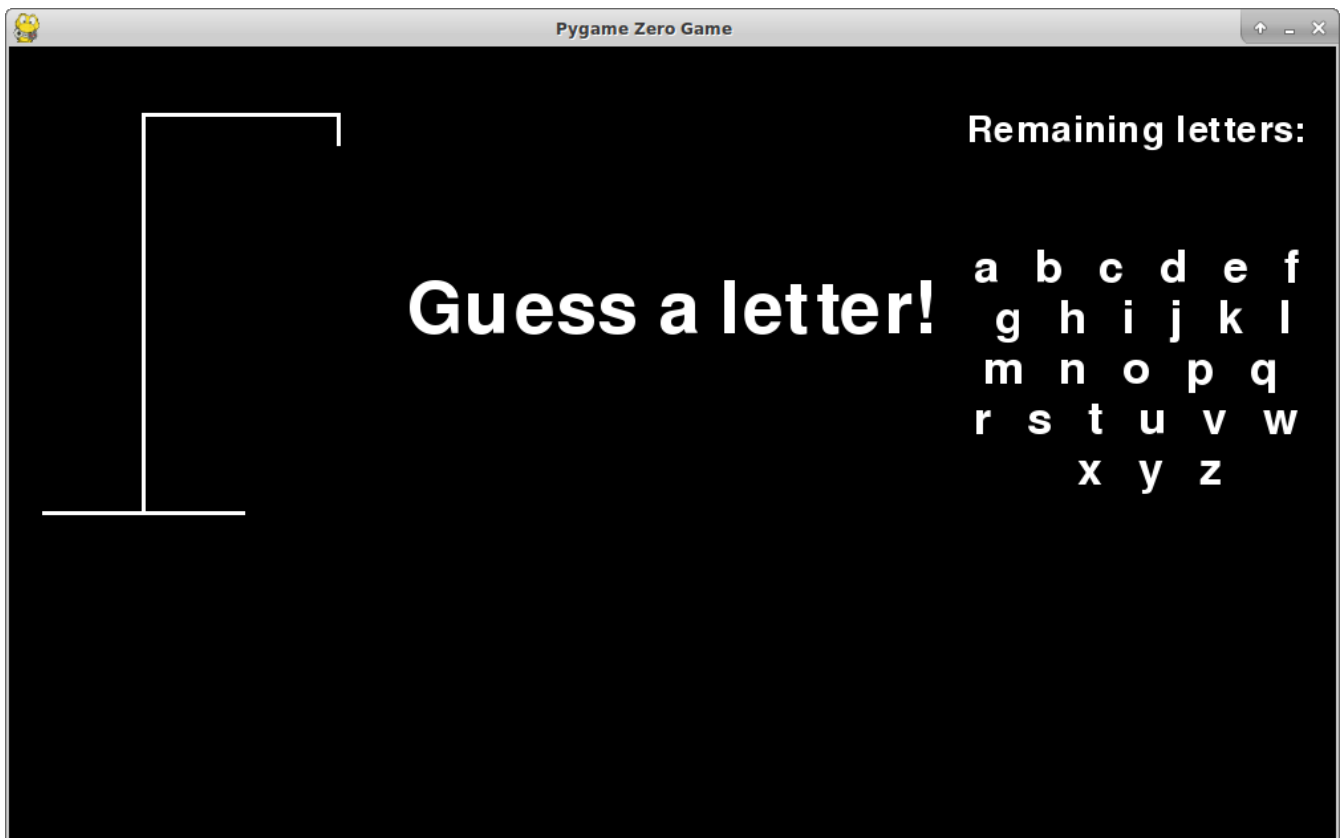 Pygame Zero Game
Remaining letters:
Guess a letter!
a b c d e f
g h i j k l
m n o p q
r s t u v w
x y z